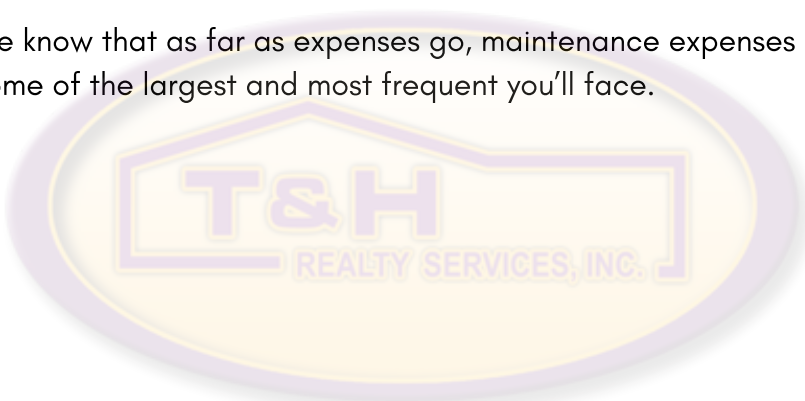 e know that as far as expenses go, maintenance expenses
me of the largest and most frequent you'll face.
T&H
REALTY SERVICES, INC.